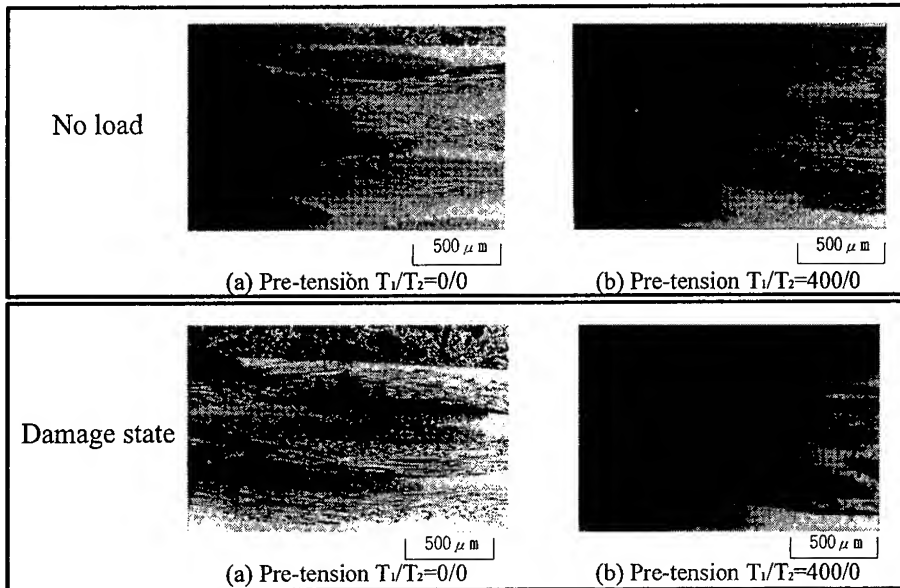 No load
500 μm
500 μm
(a) Pre-tension T₁/T₂=0/0
(b) Pre-tension T₁/T₂=400/0
Damage state
500 μm
500 μm
(a) Pre-tension T₁/T₂=0/0
(b) Pre-tension T₁/T₂=400/0